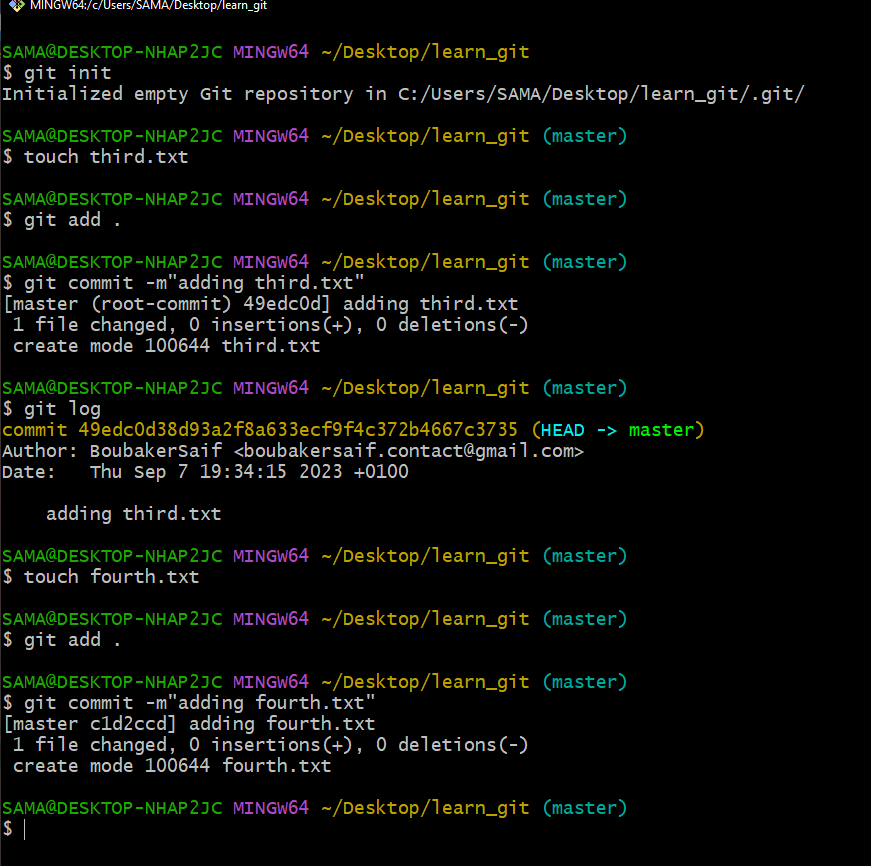 MINGW64:/c/Users/SAMA/Desktop/learn_git
SAMA@DESKTOP-NHAP2JC MINGW64 ~/Desktop/learn_git
$ git init
Initialized empty Git repository in C:/Users/SAMA/Desktop/learn_git/.git/
SAMA@DESKTOP-NHAP2JC MINGW64 ~/Desktop/learn_git (master)
$ touch third.txt
SAMA@DESKTOP-NHAP2JC MINGW64 ~/Desktop/learn_git (master)
$ git add .
SAMA@DESKTOP-NHAP2JC MINGW64 ~/Desktop/learn_git (master)
$ git commit -m"adding third.txt"
[master (root-commit) 49edc0d] adding third.txt
 1 file changed, 0 insertions(+), 0 deletions(-)
 create mode 100644 third.txt
SAMA@DESKTOP-NHAP2JC MINGW64 ~/Desktop/learn_git (master)
$ git log
commit 49edc0d38d93a2f8a633ecf9f4c372b4667c3735 (HEAD -> master)
Author: BoubakerSaif <boubakersaif.contact@gmail.com>
Date:   Thu Sep 7 19:34:15 2023 +0100
    adding third.txt
SAMA@DESKTOP-NHAP2JC MINGW64 ~/Desktop/learn_git (master)
$ touch fourth.txt
SAMA@DESKTOP-NHAP2JC MINGW64 ~/Desktop/learn_git (master)
$ git add .
SAMA@DESKTOP-NHAP2JC MINGW64 ~/Desktop/learn_git (master)
$ git commit -m"adding fourth.txt"
[master c1d2ccd] adding fourth.txt
 1 file changed, 0 insertions(+), 0 deletions(-)
 create mode 100644 fourth.txt
SAMA@DESKTOP-NHAP2JC MINGW64 ~/Desktop/learn_git (master)
$